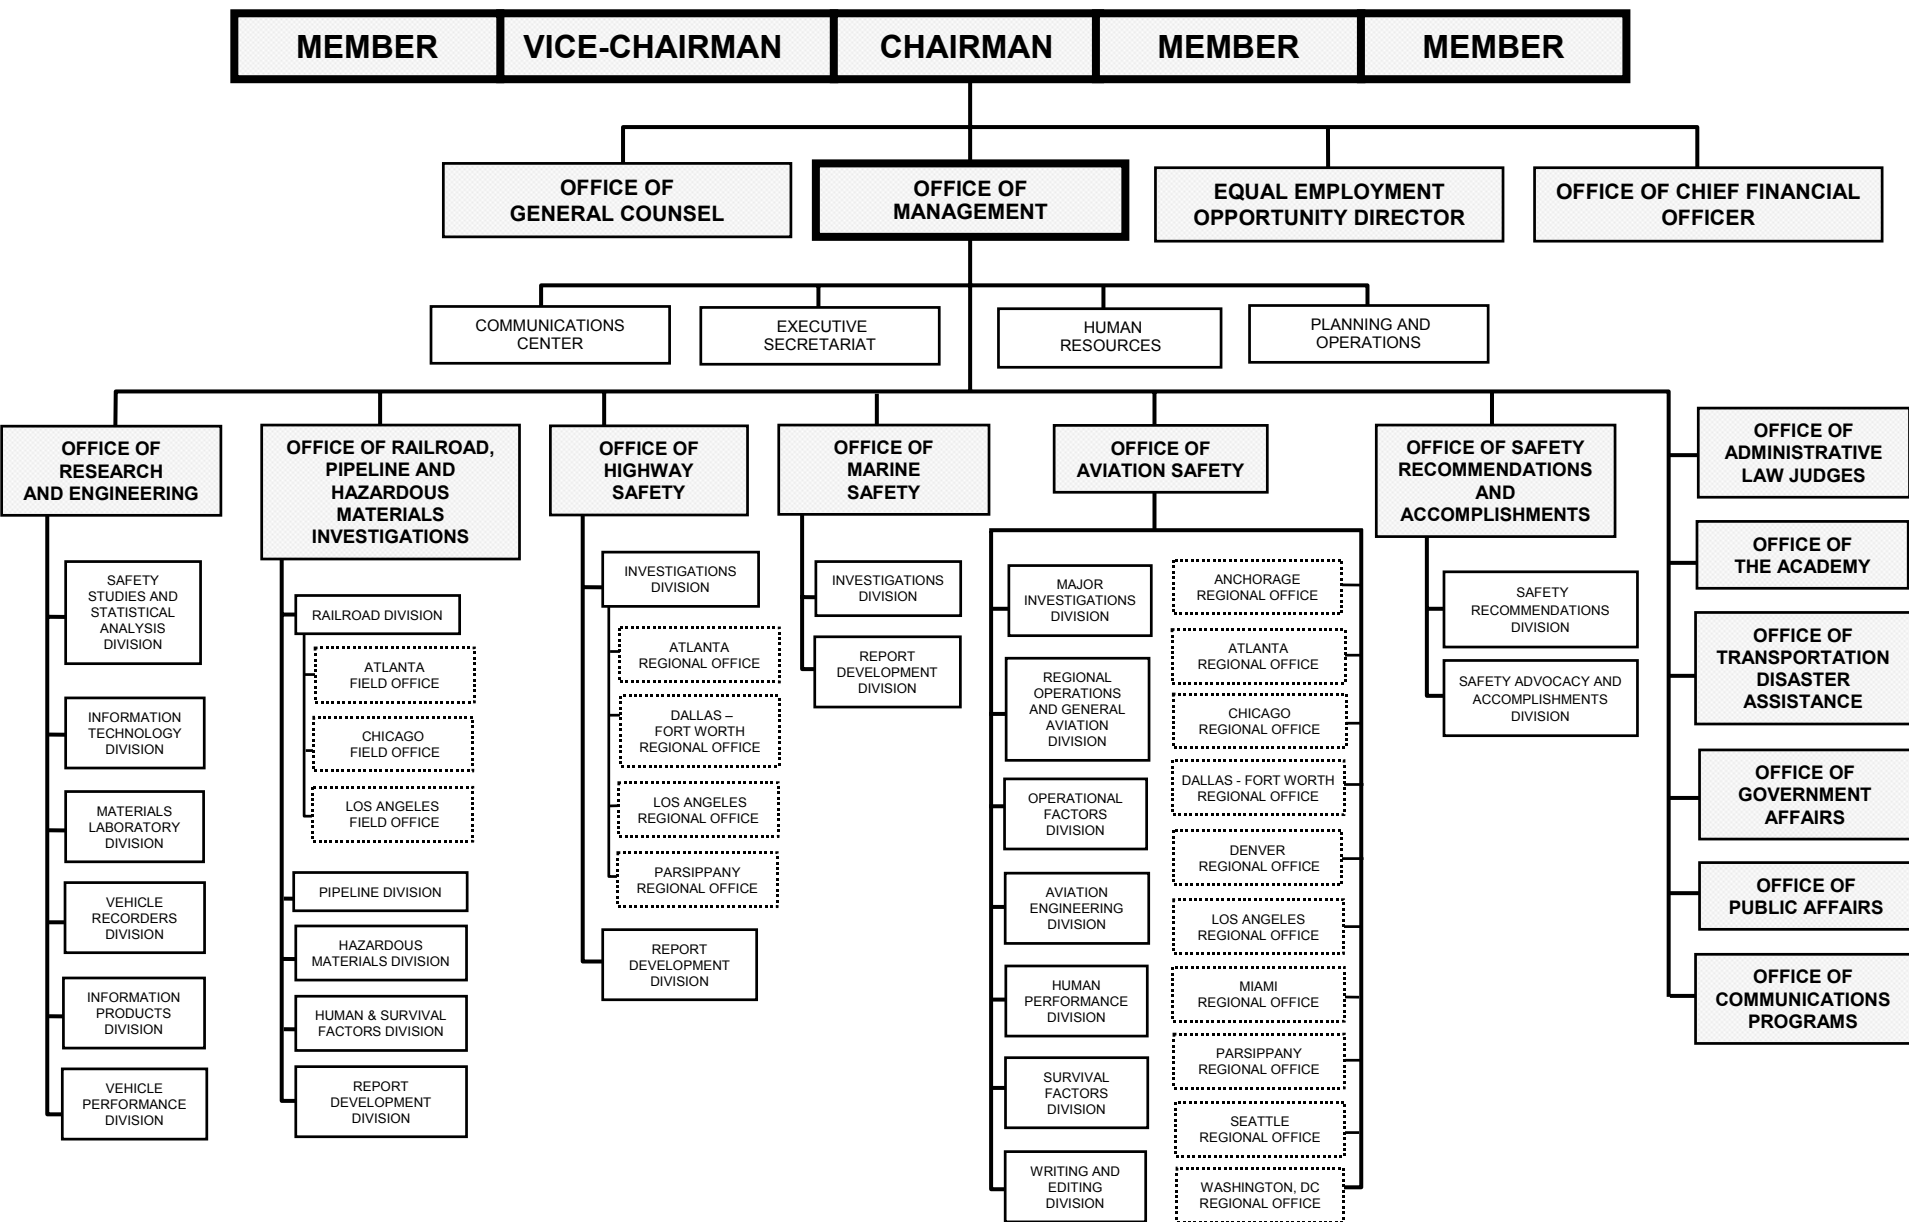 MEMBER
VICE-CHAIRMAN
CHAIRMAN
MEMBER
MEMBER
OFFICE OF
GENERAL COUNSEL
OFFICE OF
MANAGEMENT
EQUAL EMPLOYMENT
OPPORTUNITY DIRECTOR
OFFICE OF CHIEF FINANCIAL
OFFICER
COMMUNICATIONS
CENTER
EXECUTIVE
SECRETARIAT
HUMAN
RESOURCES
PLANNING AND
OPERATIONS
OFFICE OF
RESEARCH
AND ENGINEERING
SAFETY
STUDIES AND
STATISTICAL
ANALYSIS
DIVISION
INFORMATION
TECHNOLOGY
DIVISION
MATERIALS
LABORATORY
DIVISION
VEHICLE
RECORDERS
DIVISION
INFORMATION
PRODUCTS
DIVISION
VEHICLE
PERFORMANCE
DIVISION
OFFICE OF RAILROAD,
PIPELINE AND
HAZARDOUS
MATERIALS
INVESTIGATIONS
RAILROAD DIVISION
ATLANTA
FIELD OFFICE
CHICAGO
FIELD OFFICE
LOS ANGELES
FIELD OFFICE
PIPELINE DIVISION
HAZARDOUS
MATERIALS DIVISION
HUMAN & SURVIVAL
FACTORS DIVISION
REPORT
DEVELOPMENT
DIVISION
OFFICE OF
HIGHWAY
SAFETY
INVESTIGATIONS
DIVISION
ATLANTA
REGIONAL OFFICE
DALLAS –
FORT WORTH
REGIONAL OFFICE
LOS ANGELES
REGIONAL OFFICE
PARSIPPANY
REGIONAL OFFICE
REPORT
DEVELOPMENT
DIVISION
OFFICE OF
MARINE
SAFETY
INVESTIGATIONS
DIVISION
REPORT
DEVELOPMENT
DIVISION
OFFICE OF
AVIATION SAFETY
MAJOR
INVESTIGATIONS
DIVISION
REGIONAL
OPERATIONS
AND GENERAL
AVIATION
DIVISION
OPERATIONAL
FACTORS
DIVISION
AVIATION
ENGINEERING
DIVISION
HUMAN
PERFORMANCE
DIVISION
SURVIVAL
FACTORS
DIVISION
WRITING AND
EDITING
DIVISION
ANCHORAGE
REGIONAL OFFICE
ATLANTA
REGIONAL OFFICE
CHICAGO
REGIONAL OFFICE
DALLAS - FORT WORTH
REGIONAL OFFICE
DENVER
REGIONAL OFFICE
LOS ANGELES
REGIONAL OFFICE
MIAMI
REGIONAL OFFICE
PARSIPPANY
REGIONAL OFFICE
SEATTLE
REGIONAL OFFICE
WASHINGTON, DC
REGIONAL OFFICE
OFFICE OF SAFETY
RECOMMENDATIONS
AND
ACCOMPLISHMENTS
SAFETY
RECOMMENDATIONS
DIVISION
SAFETY ADVOCACY AND
ACCOMPLISHMENTS
DIVISION
OFFICE OF
ADMINISTRATIVE
LAW JUDGES
OFFICE OF
THE ACADEMY
OFFICE OF
TRANSPORTATION
DISASTER
ASSISTANCE
OFFICE OF
GOVERNMENT
AFFAIRS
OFFICE OF
PUBLIC AFFAIRS
OFFICE OF
COMMUNICATIONS
PROGRAMS